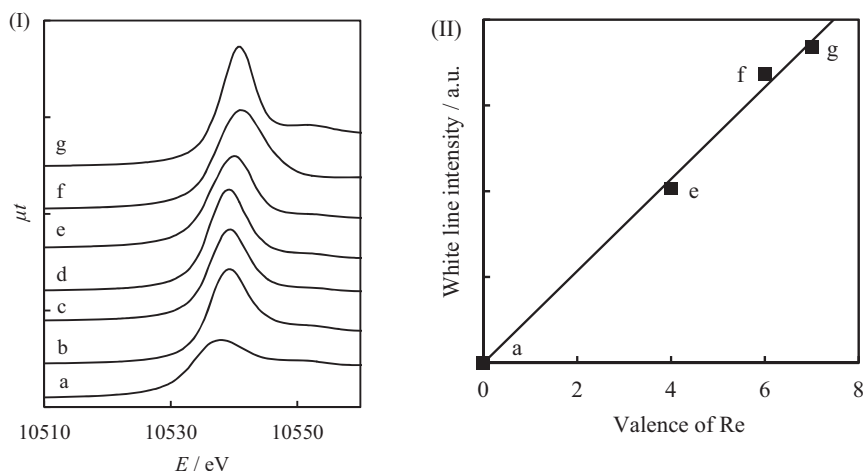 (I)
g
f
e
d
c
b
a
μt
10510
10530
10550
E / eV
(II)
White line intensity / a.u.
a
e
f
g
0
2
4
6
8
Valence of Re